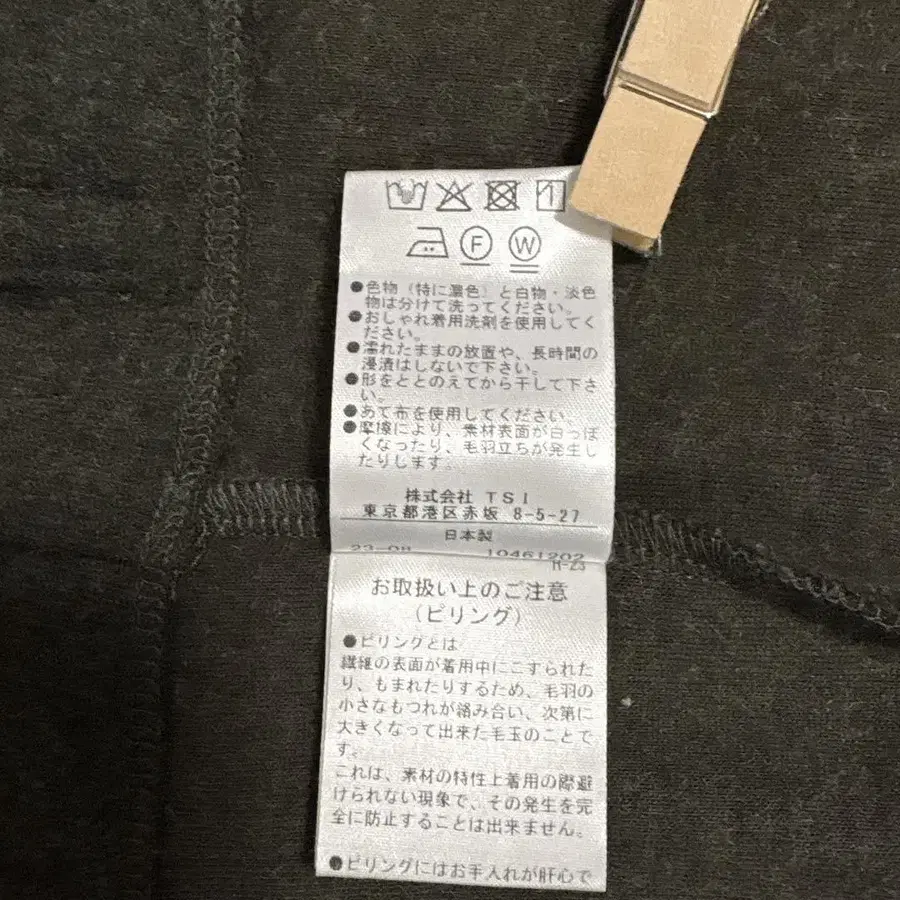 F W
●色物（特に濃色）と白物・淡色
物は分けて洗ってください。
●おしゃれ着用洗剤を使用してく
ださい。
●濡れたままの放置や、長時間の
浸漬はしないで下さい。
●形をととのえてから干して下さ
い。
●あて布を使用してください。
●摩擦により、素材表面が白っぽ
くなったり、毛羽立ちが発生し
たりします。
株式会社 TSI
東京都港区赤坂 8-5-27
日本製
23-08 10461202
H-23
お取扱い上のご注意
（ピリング）
●ピリングとは
繊維の表面が着用中にこすられた
り、もまれたりするため、毛羽の
小さなもつれが絡み合い、次第に
大きくなって出来た毛玉のことで
す。
これは、素材の特性上着用の際避
けられない現象で、その発生を完
全に防止することは出来ません。
●ピリングにはお手入れが肝心で